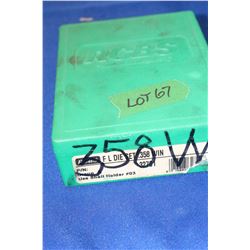 RCBS
LOT 67
358 W
F L DIE SET 358 WIN
P/N:
Use Shell Holder #03